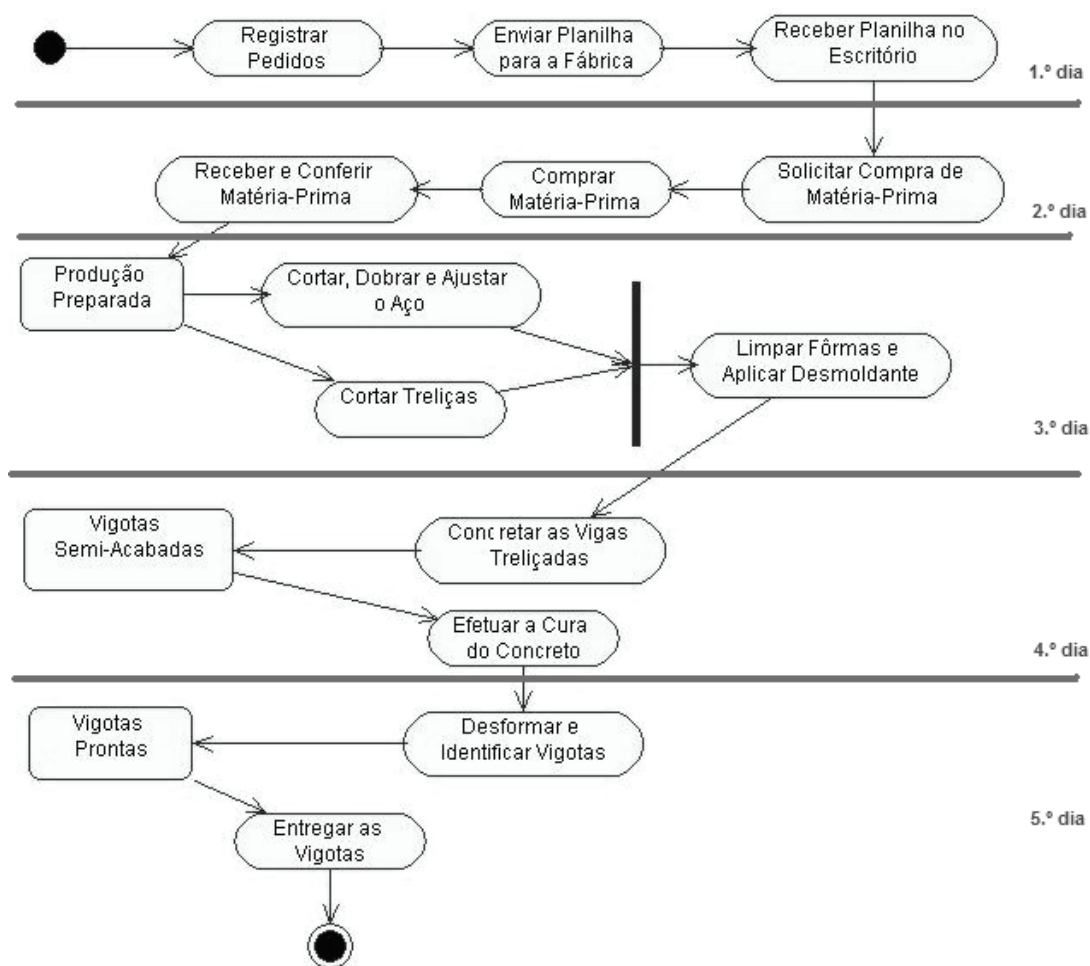 Registrar
Pedidos
Enviar Planilha
para a Fábrica
Receber Planilha no
Escritório
1.º dia
Receber e Conferir
Matéria-Prima
Comprar
Matéria-Prima
Solicitar Compra de
Matéria-Prima
2.º dia
Produção
Preparada
Cortar, Dobrar e Ajustar
o Aço
Cortar Treliças
Limpar Fôrmas e
Aplicar Desmoldante
3.º dia
Vigotas
Semi-Acabadas
Concretar as Vigas
Treliçadas
Efetuar a Cura
do Concreto
4.º dia
Vigotas
Prontas
Desformar e
Identificar Vigotas
Entregar as
Vigotas
5.º dia